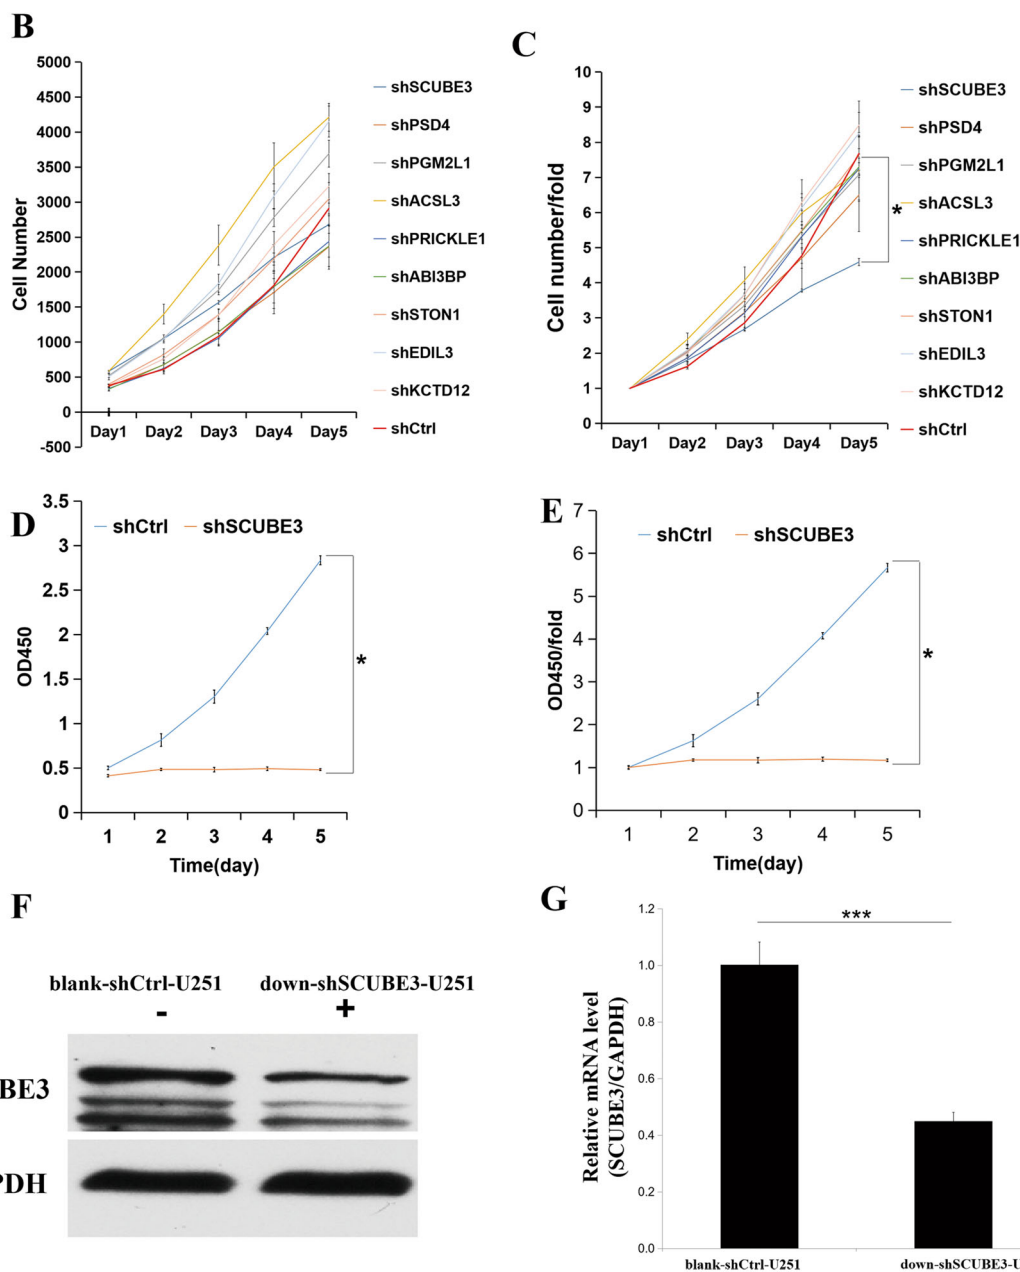 B
5000
4500
4000
3500
3000
2500
2000
1500
1000
500
0
-500
Cell Number
Day1 Day2 Day3 Day4 Day5
shSCUBE3
shPSD4
shPGM2L1
shACSL3
shPRICKLE1
shABI3BP
shSTON1
shEDIL3
shKCTD12
shCtrl
C
10
9
8
7
6
5
4
3
2
1
0
Cell number/fold
Day1 Day2 Day3 Day4 Day5
*
shSCUBE3
shPSD4
shPGM2L1
shACSL3
shPRICKLE1
shABI3BP
shSTON1
shEDIL3
shKCTD12
shCtrl
D
3.5
3
2.5
2
1.5
1
0.5
0
OD450
shCtrl shSCUBE3
*
1 2 3 4 5
Time(day)
E
7
6
5
4
3
2
1
0
OD450/fold
shCtrl shSCUBE3
*
1 2 3 4 5
Time(day)
F
blank-shCtrl-U251 down-shSCUBE3-U251
- +
BE3
PDH
G
1.2
1.0
0.8
0.6
0.4
0.2
0.0
Relative mRNA level
(SCUBE3/GAPDH)
***
blank-shCtrl-U251 down-shSCUBE3-U